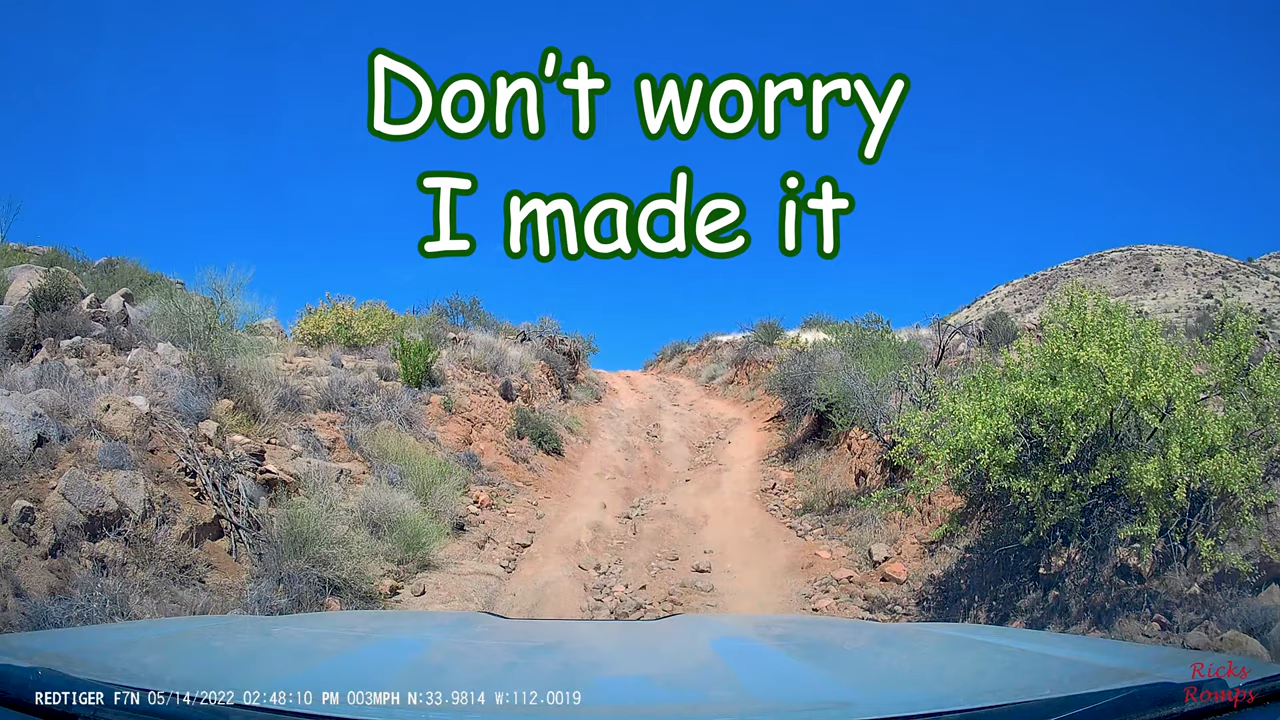 Don't worry
I made it
REDTIGER F7N 05/14/2022 02:48:10 PM 003MPH N:33.9814 W:112.0019
Ricks
Romps